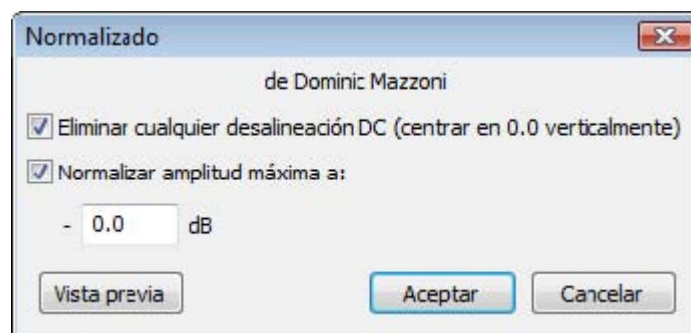 Normalizado
de Dominic Mazzoni
Eliminar cualquier desalineación DC (centrar en 0.0 verticalmente)
Normalizar amplitud máxima a:
- 0.0 dB
Vista previa Aceptar Cancelar